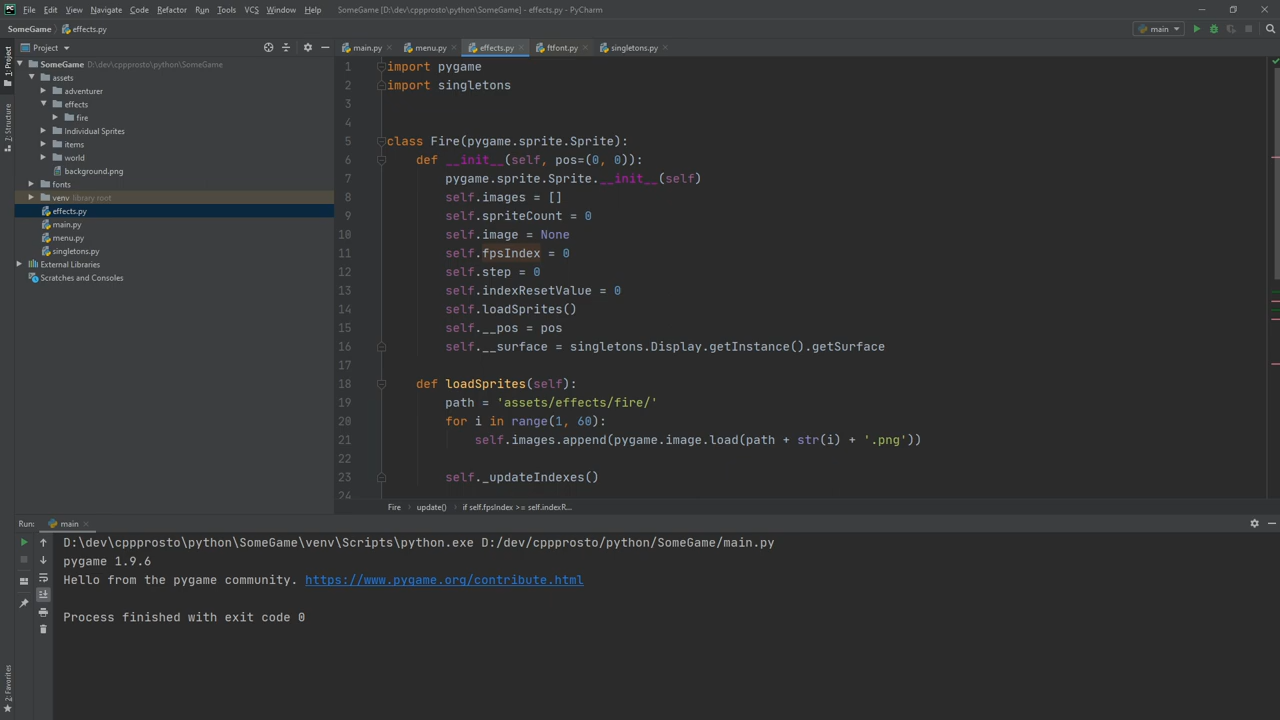 File Edit View Navigate Code Refactor Run Tools VCS Window Help SomeGame [D:\dev\cppprosto\python\SomeGame] - effects.py - PyCharm
SomeGame effects.py main
Project
main.py menu.py effects.py ftfont.py singletons.py
1: Project
7: Structure
2: Favorites
SomeGame D:\dev\cppprosto\python\SomeGame
assets
adventurer
effects
fire
Individual Sprites
items
world
background.png
fonts
venv library root
effects.py
main.py
menu.py
singletons.py
External Libraries
Scratches and Consoles
1 import pygame
2 import singletons
3
4
5 class Fire(pygame.sprite.Sprite):
6 def __init__(self, pos=(0, 0)):
7 pygame.sprite.Sprite.__init__(self)
8 self.images = []
9 self.spriteCount = 0
10 self.image = None
11 self.fpsIndex = 0
12 self.step = 0
13 self.indexResetValue = 0
14 self.loadSprites()
15 self.__pos = pos
16 self.__surface = singletons.Display.getInstance().getSurface
17
18 def loadSprites(self):
19 path = 'assets/effects/fire/'
20 for i in range(1, 60):
21 self.images.append(pygame.image.load(path + str(i) + '.png'))
22
23 self._updateIndexes()
24
Fire update() if self.fpsIndex >= self.indexR...
Run: main
D:\dev\cppprosto\python\SomeGame\venv\Scripts\python.exe D:/dev/cppprosto/python/SomeGame/main.py
pygame 1.9.6
Hello from the pygame community. https://www.pygame.org/contribute.html
Process finished with exit code 0